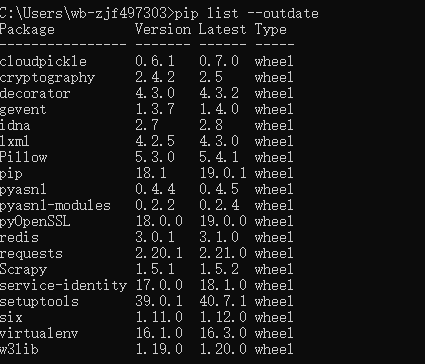 C:\Users\wb-zjf497303>pip list --outdate
Package Version Latest Type
---------------- ------- ------ -----
cloudpickle 0.6.1 0.7.0 wheel
cryptography 2.4.2 2.5 wheel
decorator 4.3.0 4.3.2 wheel
gevent 1.3.7 1.4.0 wheel
idna 2.7 2.8 wheel
lxml 4.2.5 4.3.0 wheel
Pillow 5.3.0 5.4.1 wheel
pip 18.1 19.0.1 wheel
pyasn1 0.4.4 0.4.5 wheel
pyasn1-modules 0.2.2 0.2.4 wheel
pyOpenSSL 18.0.0 19.0.0 wheel
redis 3.0.1 3.1.0 wheel
requests 2.20.1 2.21.0 wheel
Scrapy 1.5.1 1.5.2 wheel
service-identity 17.0.0 18.1.0 wheel
setuptools 39.0.1 40.7.1 wheel
six 1.11.0 1.12.0 wheel
virtualenv 16.1.0 16.3.0 wheel
w3lib 1.19.0 1.20.0 wheel